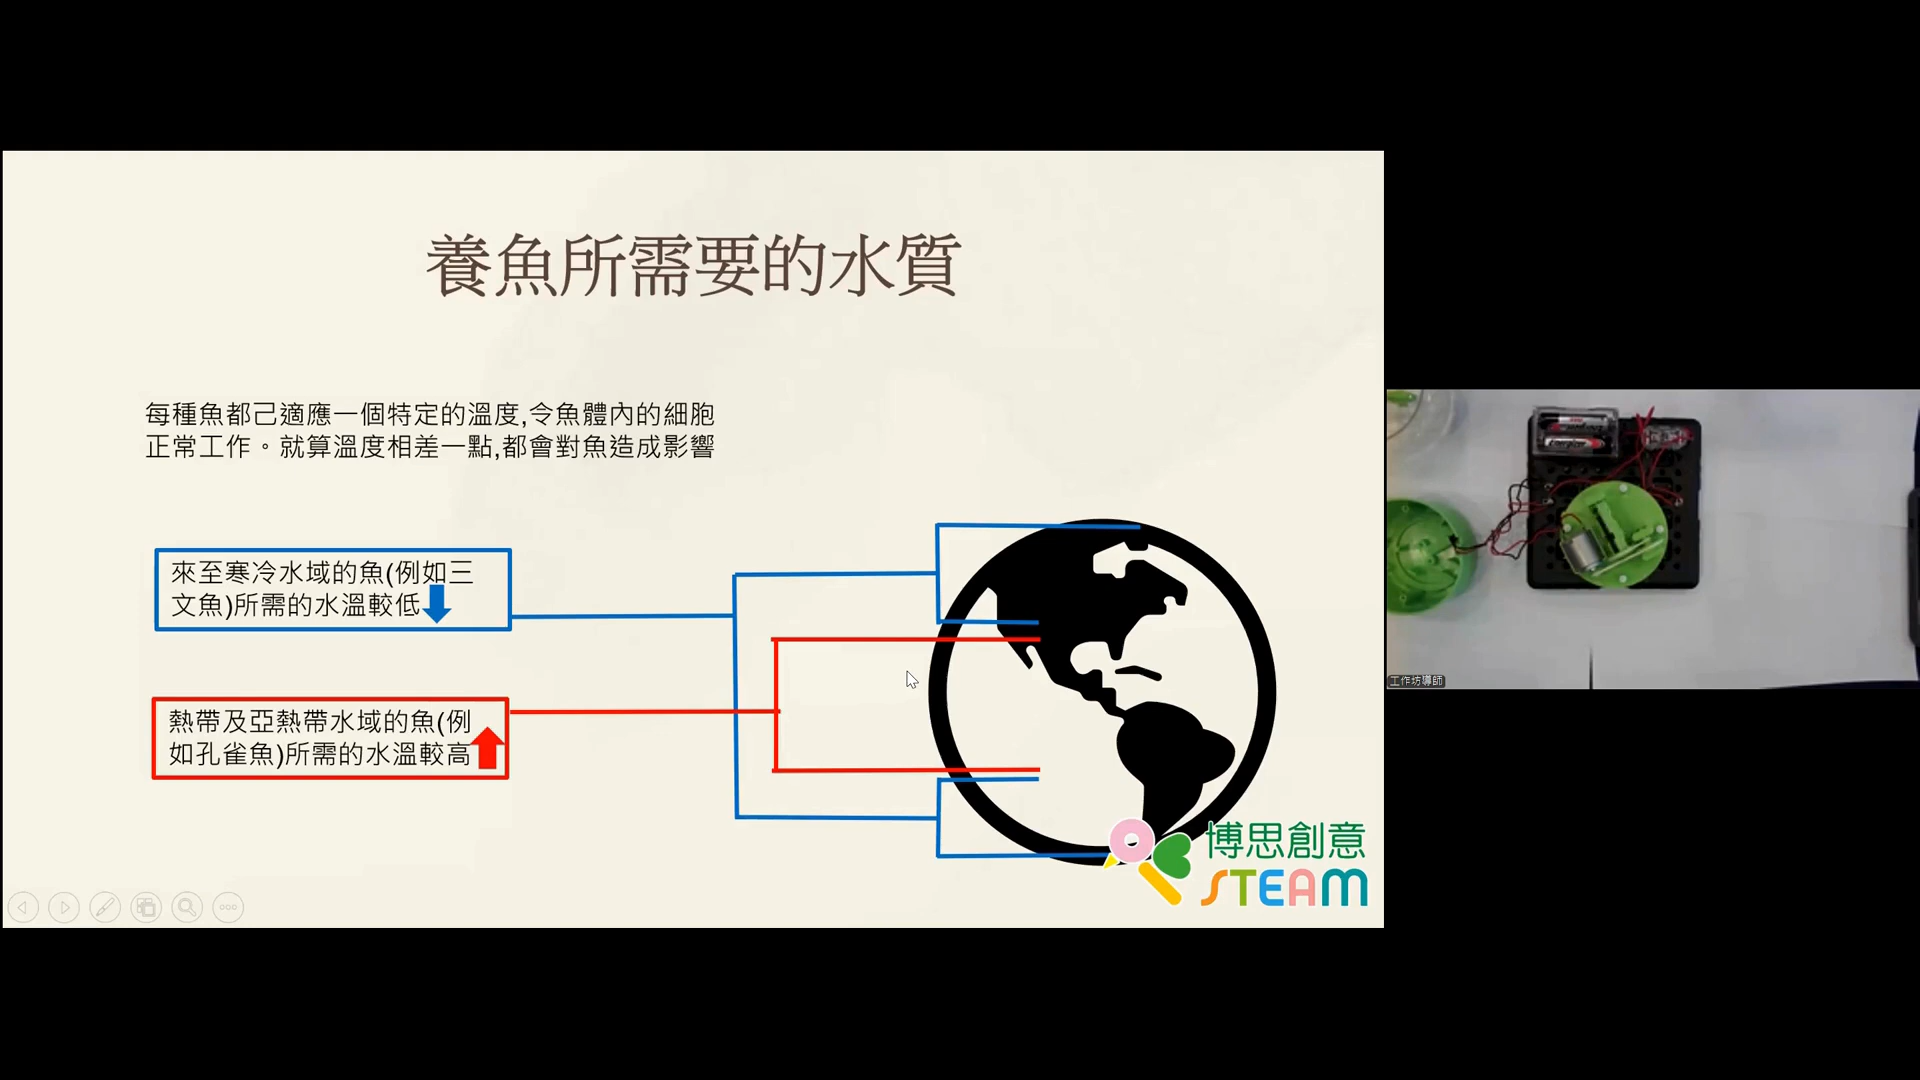 養魚所需要的水質
每種魚都己適應一個特定的溫度,令魚體內的細胞
正常工作。就算溫度相差一點,都會對魚造成影響
來至寒冷水域的魚(例如三
文魚)所需的水溫較低
熱帶及亞熱帶水域的魚(例
如孔雀魚)所需的水溫較高
博思創意
STEAM
工作坊導師